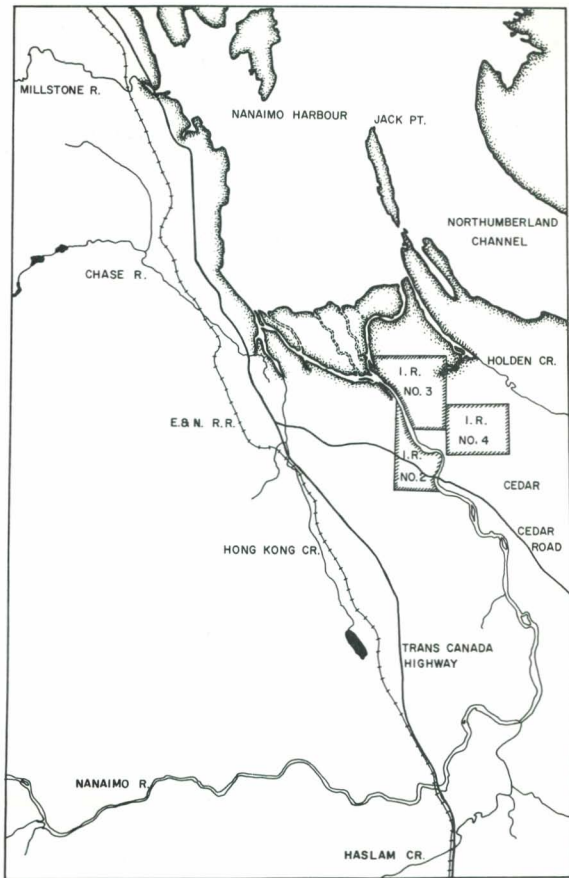 MILLSTONE R.
NANAIMO HARBOUR
JACK PT.
NORTHUMBERLAND
CHANNEL
CHASE R.
HOLDEN CR.
I. R.
NO. 3
I. R.
NO. 4
E.& N. R.R.
I. R.
NO. 2
CEDAR
CEDAR
ROAD
HONG KONG CR.
TRANS CANADA
HIGHWAY
NANAIMO R.
HASLAM CR.